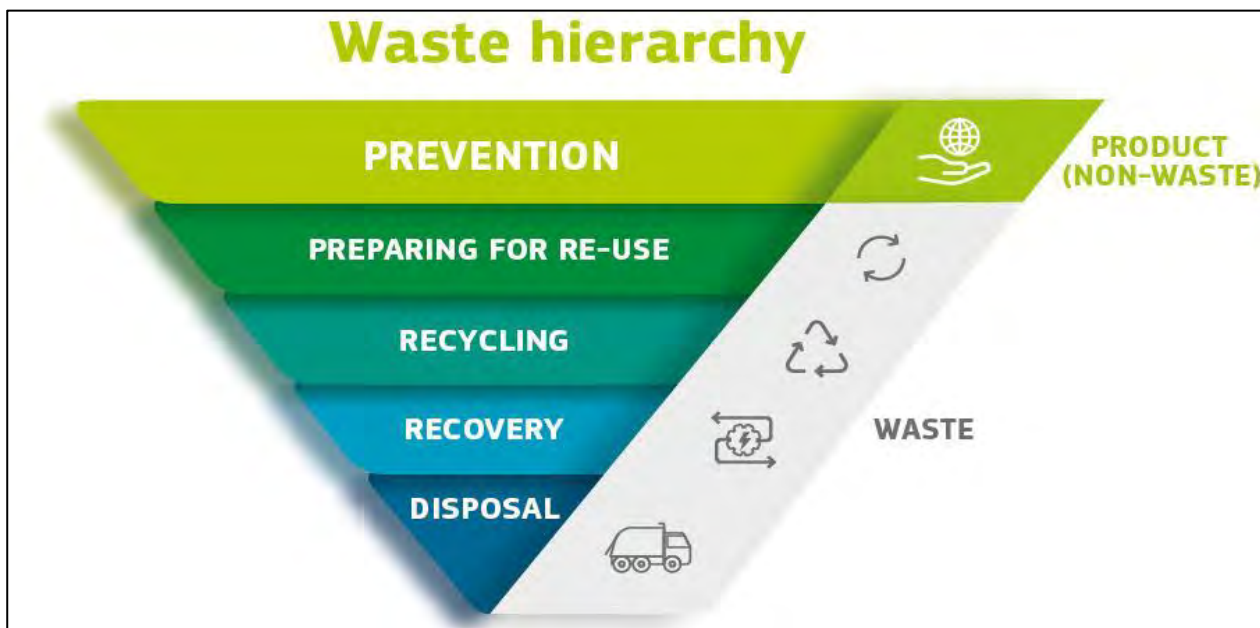 Waste hierarchy
PREVENTION
PRODUCT
(NON-WASTE)
PREPARING FOR RE-USE
RECYCLING
RECOVERY
WASTE
DISPOSAL